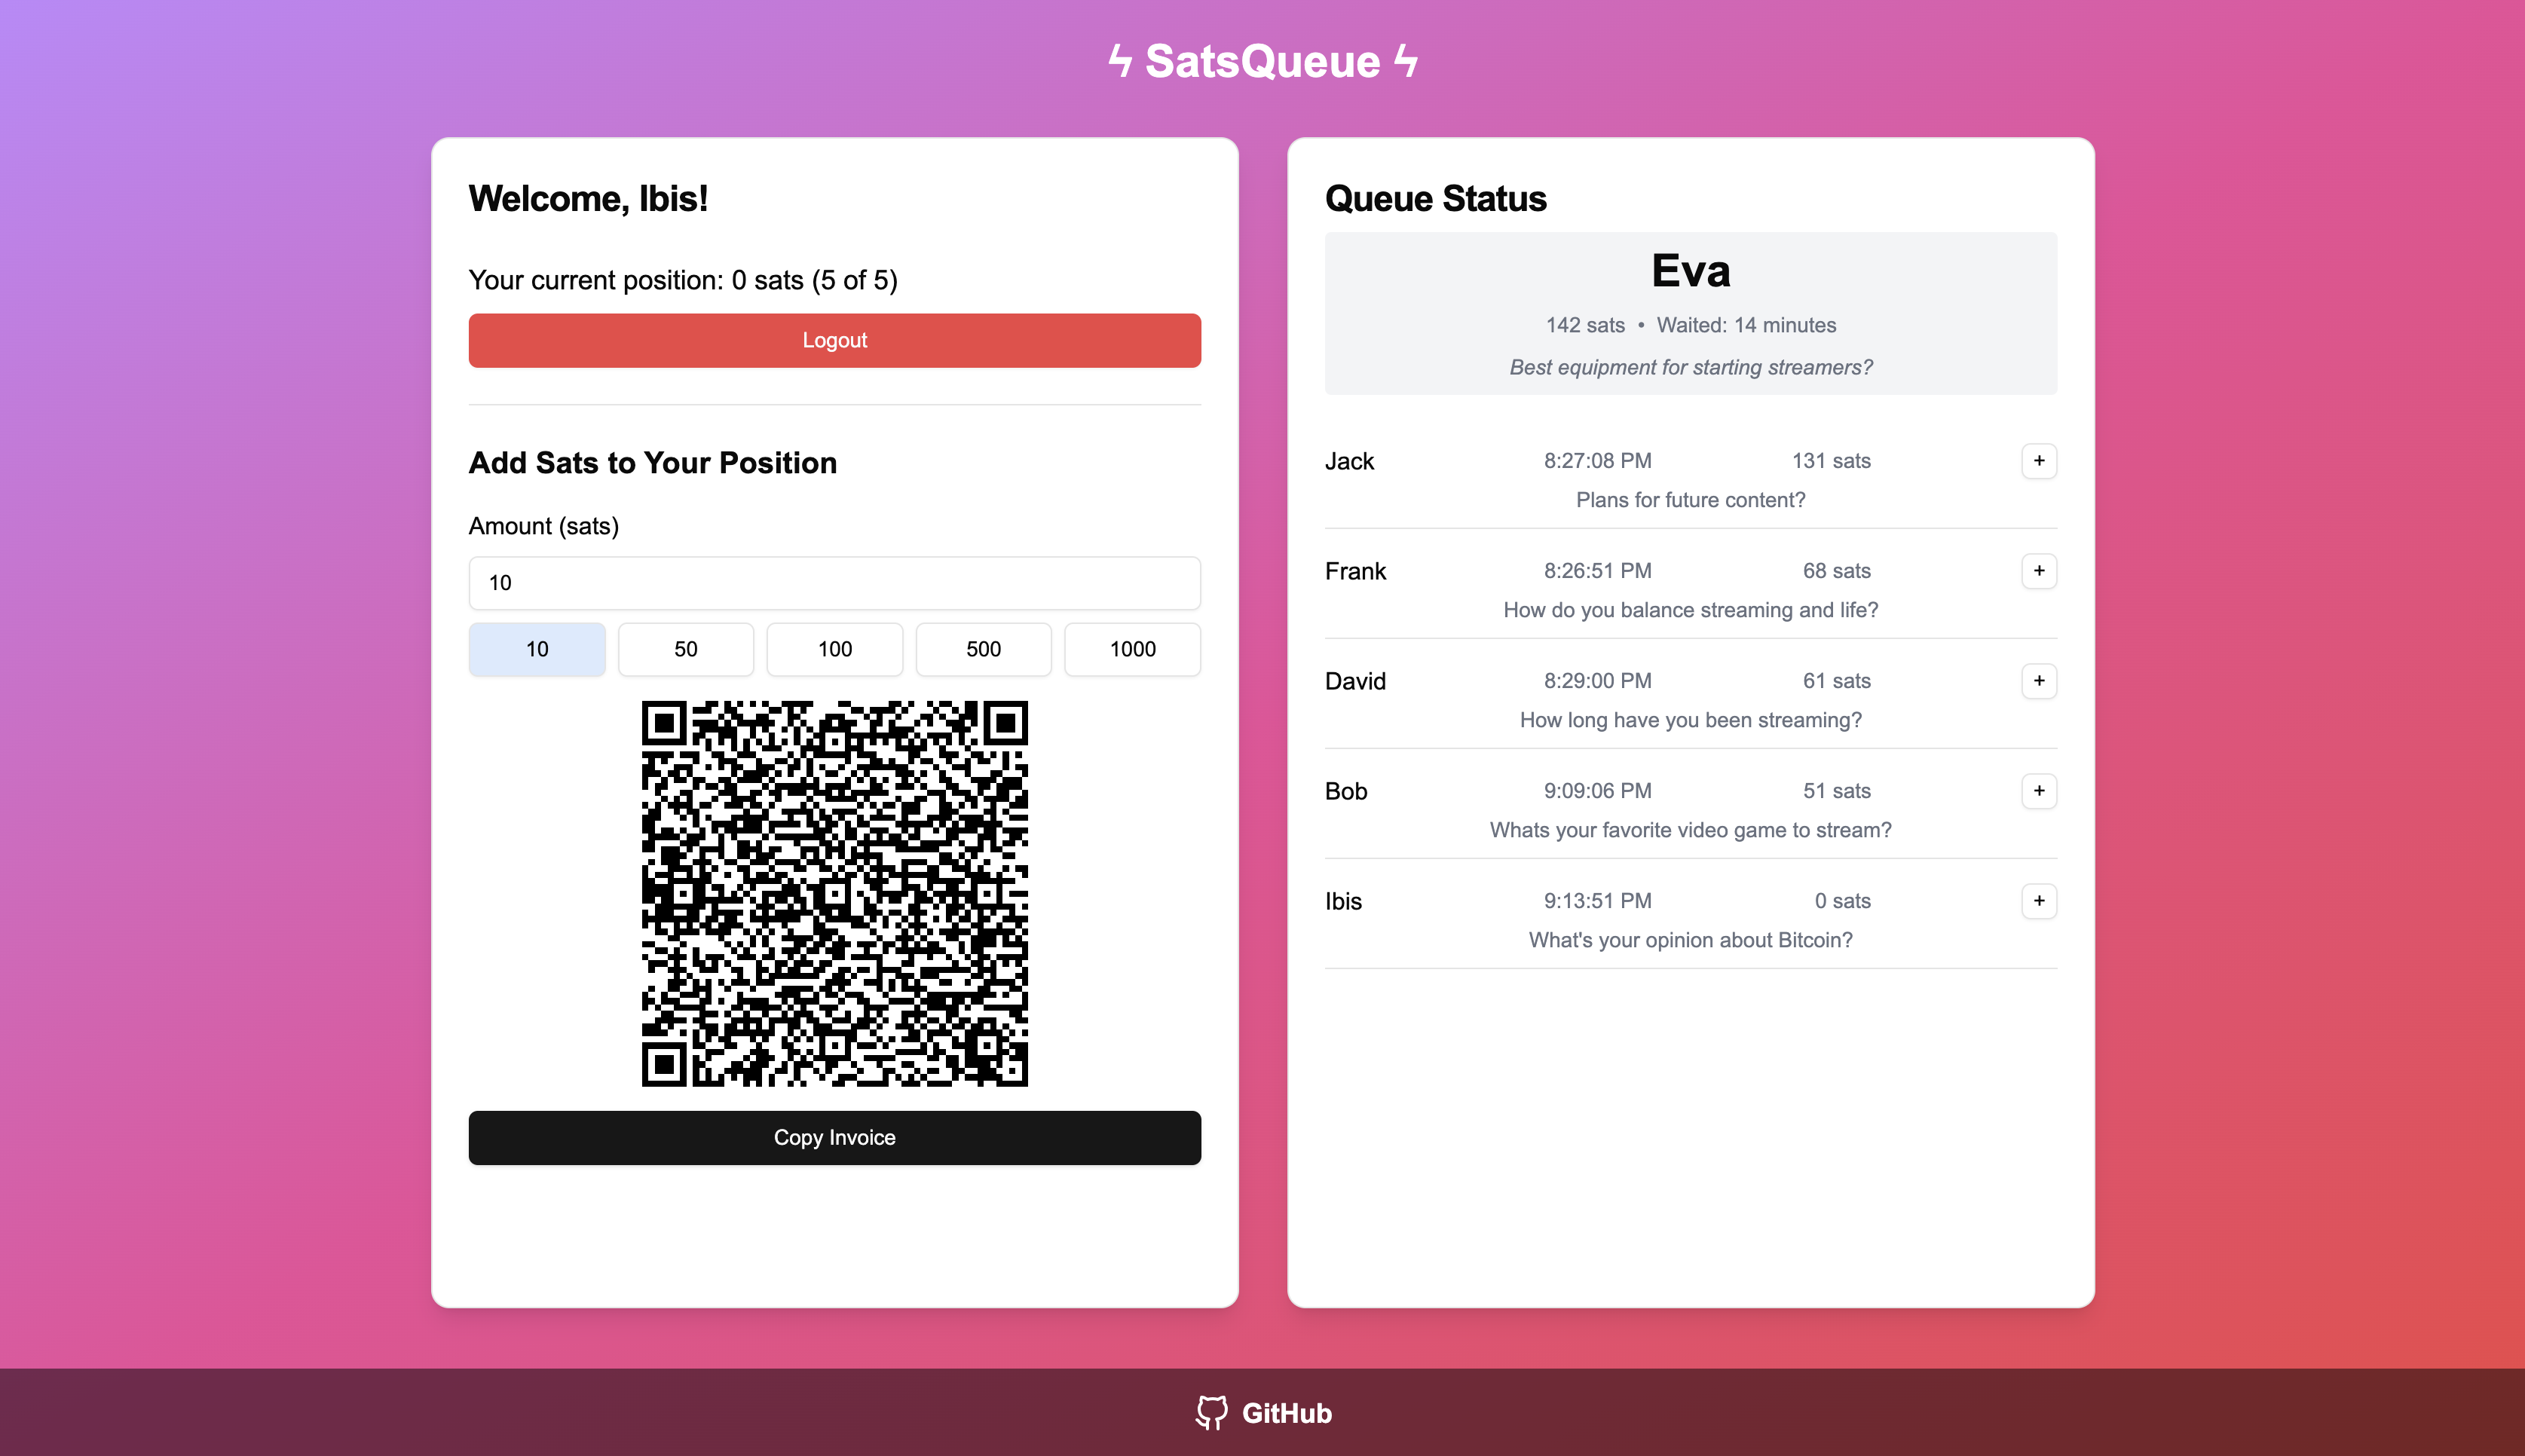 ϟ SatsQueue ϟ
Welcome, Ibis!
Your current position: 0 sats (5 of 5)
Logout
Add Sats to Your Position
Amount (sats)
10
10 50 100 500 1000
Copy Invoice
Queue Status
Eva
142 sats • Waited: 14 minutes
Best equipment for starting streamers?
Jack 8:27:08 PM 131 sats +
Plans for future content?
Frank 8:26:51 PM 68 sats +
How do you balance streaming and life?
David 8:29:00 PM 61 sats +
How long have you been streaming?
Bob 9:09:06 PM 51 sats +
Whats your favorite video game to stream?
Ibis 9:13:51 PM 0 sats +
What's your opinion about Bitcoin?
GitHub